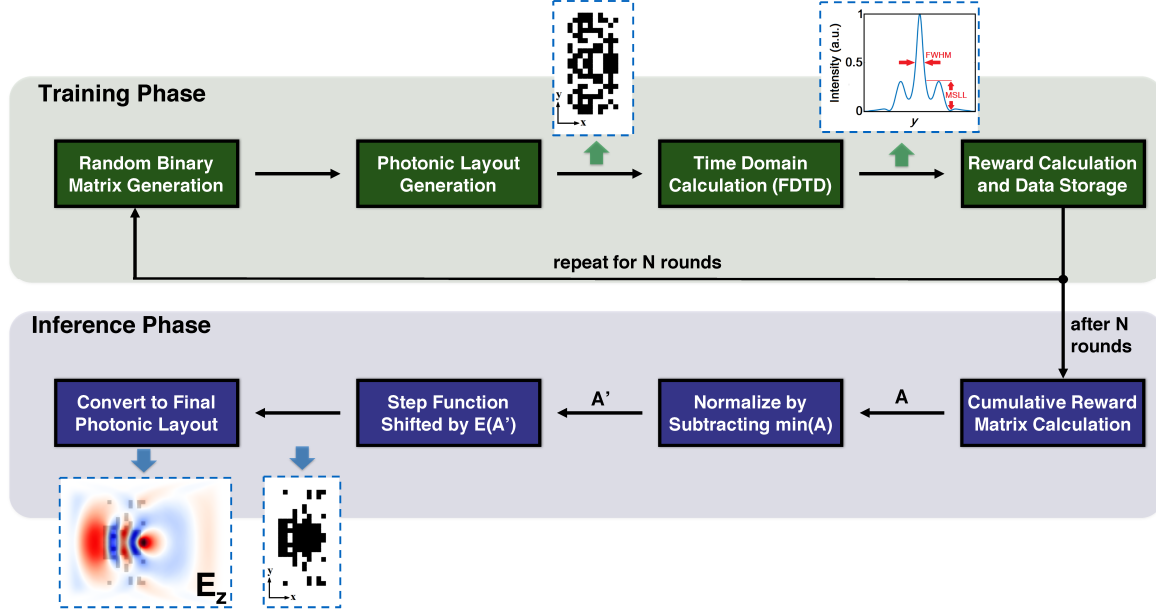 Training Phase
y
x
1
0.5
0
Intensity (a.u.)
FWHM
MSLL
y
Random Binary
Matrix Generation
Photonic Layout
Generation
Time Domain
Calculation (FDTD)
Reward Calculation
and Data Storage
repeat for N rounds
Inference Phase
after N
rounds
Convert to Final
Photonic Layout
Step Function
Shifted by E(A')
A'
Normalize by
Subtracting min(A)
A
Cumulative Reward
Matrix Calculation
E_z
y
x